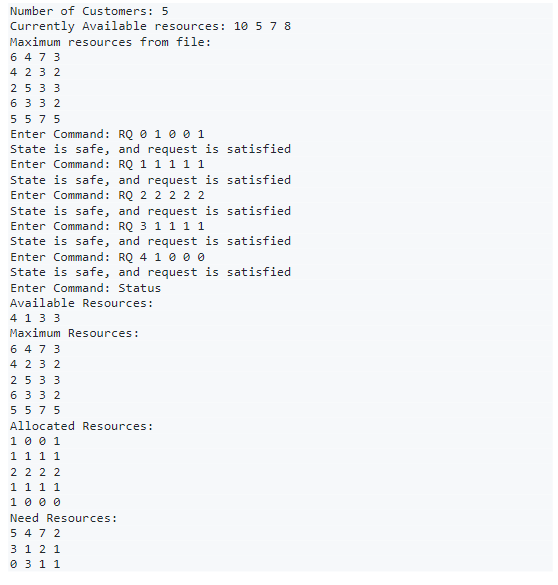 Number of Customers: 5
Currently Available resources: 10 5 7 8
Maximum resources from file:
6 4 7 3
4 2 3 2
2 5 3 3
6 3 3 2
5 5 7 5
Enter Command: RQ 0 1 0 0 1
State is safe, and request is satisfied
Enter Command: RQ 1 1 1 1 1
State is safe, and request is satisfied
Enter Command: RQ 2 2 2 2 2
State is safe, and request is satisfied
Enter Command: RQ 3 1 1 1 1
State is safe, and request is satisfied
Enter Command: RQ 4 1 0 0 0
State is safe, and request is satisfied
Enter Command: Status
Available Resources:
4 1 3 3
Maximum Resources:
6 4 7 3
4 2 3 2
2 5 3 3
6 3 3 2
5 5 7 5
Allocated Resources:
1 0 0 1
1 1 1 1
2 2 2 2
1 1 1 1
1 0 0 0
Need Resources:
5 4 7 2
3 1 2 1
0 3 1 1